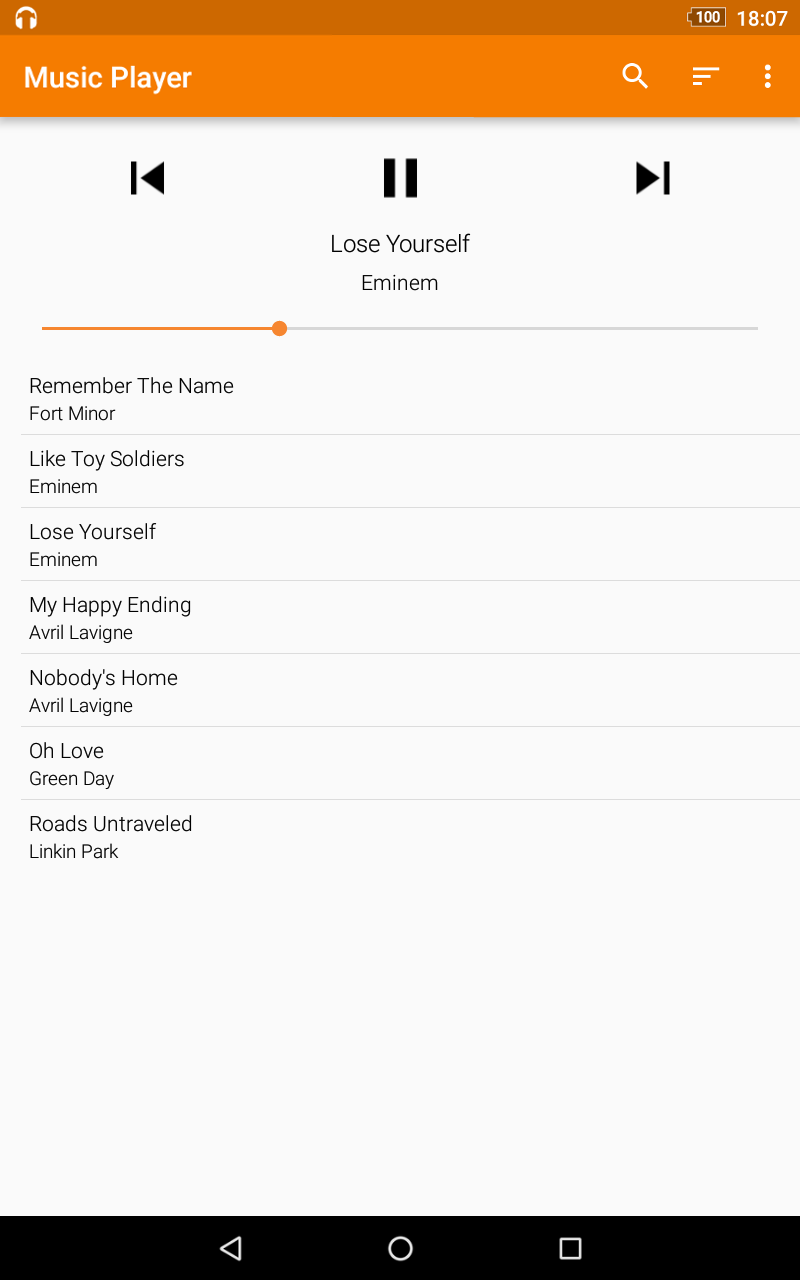 100 18:07
Music Player
Lose Yourself
Eminem
Remember The Name
Fort Minor
Like Toy Soldiers
Eminem
Lose Yourself
Eminem
My Happy Ending
Avril Lavigne
Nobody's Home
Avril Lavigne
Oh Love
Green Day
Roads Untraveled
Linkin Park